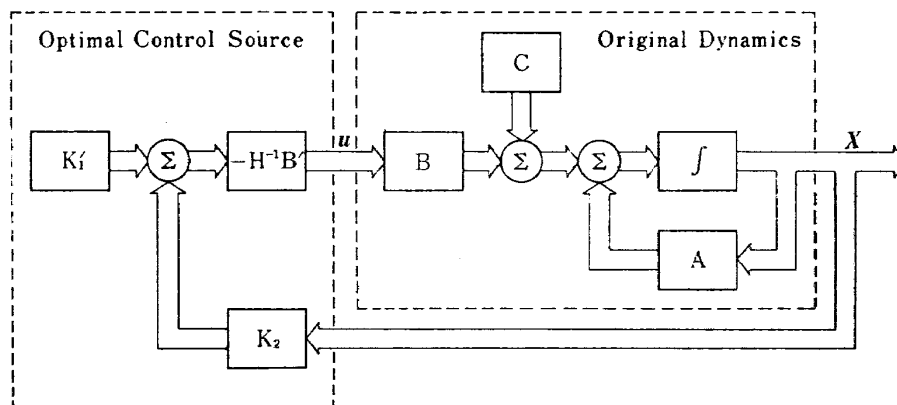 Optimal Control Source
Original Dynamics
C
K₁′
Σ
−H⁻¹B′
u
B
Σ
Σ
∫
X
A
K₂